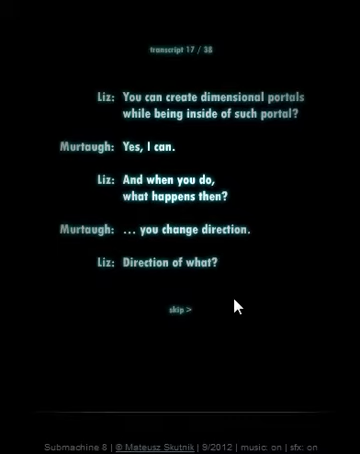 transcript 17 / 38
Liz: You can create dimensional portals
while being inside of such portal?
Murtaugh: Yes, I can.
Liz: And when you do,
what happens then?
Murtaugh: ... you change direction.
Liz: Direction of what?
skip >
Submachine 8 | © Mateusz Skutnik | 9/2012 | music: on | sfx: on